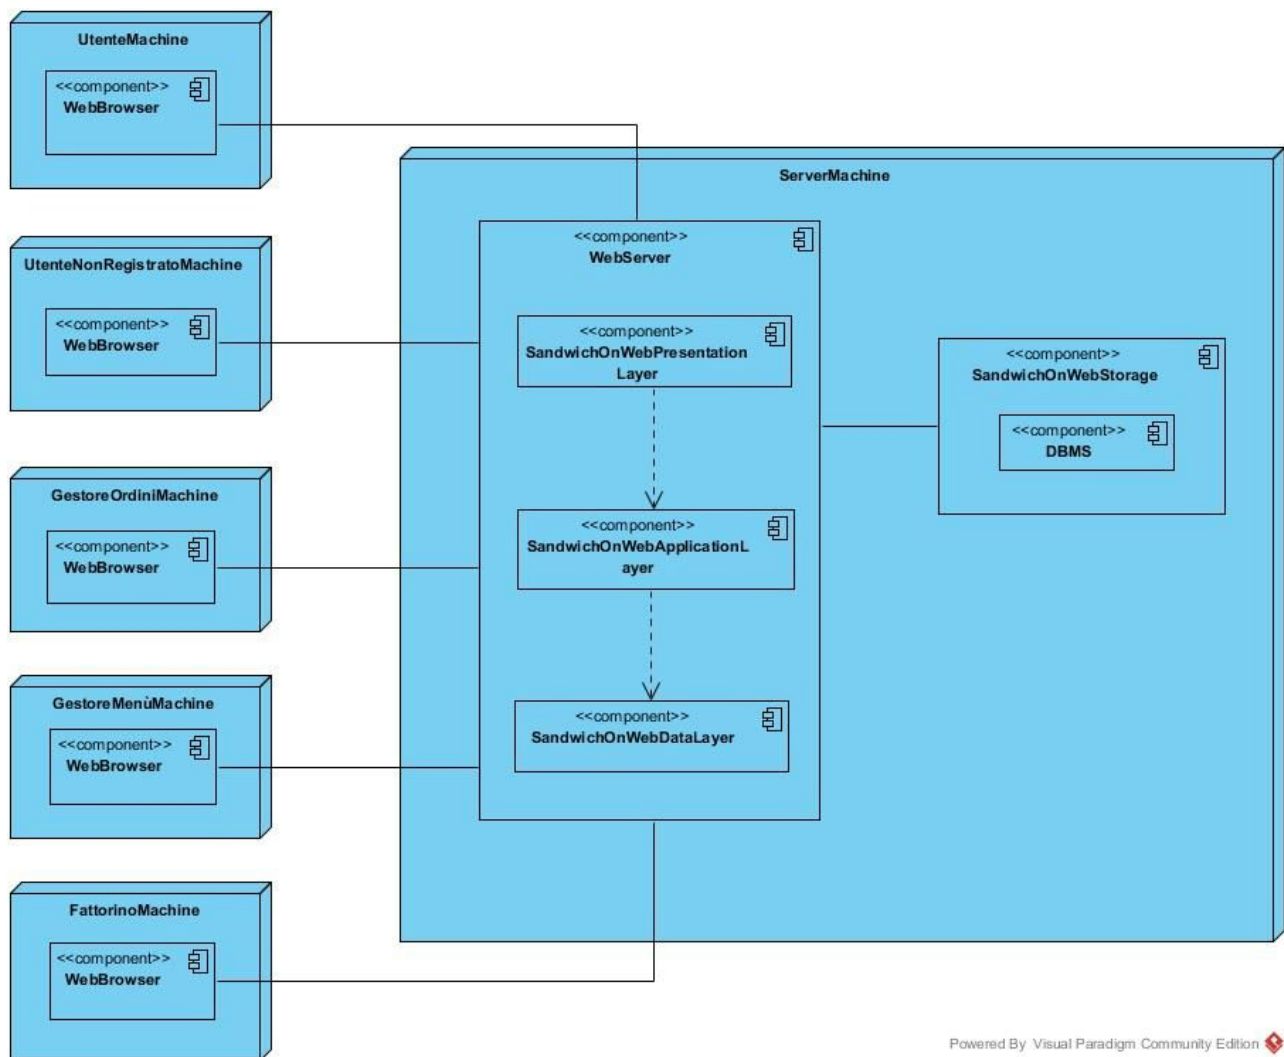 UtenteMachine
<<component>>
WebBrowser
ServerMachine
<<component>>
WebServer
UtenteNonRegistratoMachine
<<component>>
WebBrowser
<<component>>
SandwichOnWebPresentation
Layer
<<component>>
SandwichOnWebStorage
<<component>>
DBMS
GestoreOrdiniMachine
<<component>>
WebBrowser
<<component>>
SandwichOnWebApplicationL
ayer
GestoreMenùMachine
<<component>>
WebBrowser
<<component>>
SandwichOnWebDataLayer
FattorinoMachine
<<component>>
WebBrowser
Powered By Visual Paradigm Community Edition